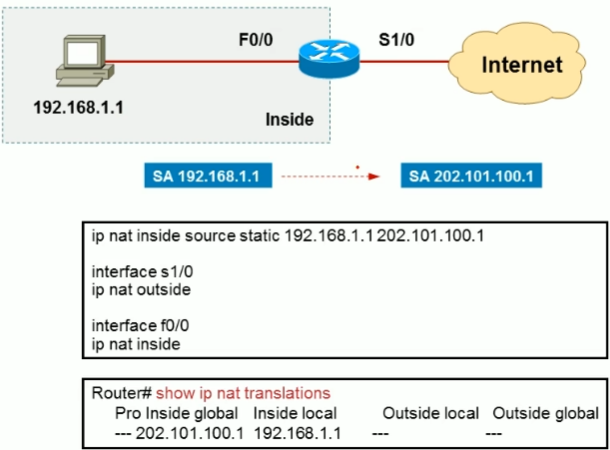 F0/0 S1/0
Internet
192.168.1.1
Inside
SA 192.168.1.1 SA 202.101.100.1
ip nat inside source static 192.168.1.1 202.101.100.1
interface s1/0
ip nat outside
interface f0/0
ip nat inside
Router# show ip nat translations
Pro Inside global Inside local Outside local Outside global
--- 202.101.100.1 192.168.1.1 --- ---